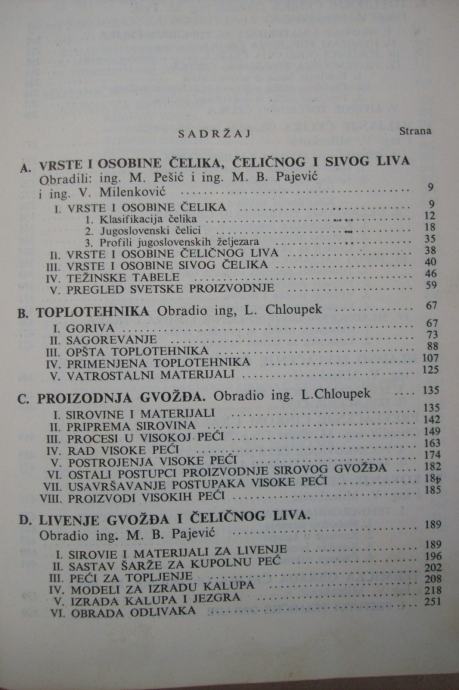 SADRŽAJ Strana
A. VRSTE I OSOBINE ČELIKA, ČELIČNOG I SIVOG LIVA
Obradili: ing. M. Pešić i ing. M. B. Pajević
i ing. V. Milenković 9
I. VRSTE I OSOBINE ČELIKA 9
1. Klasifikacija čelika 12
2. Jugoslovenski čelici 18
3. Profili jugoslovenskih željezara 35
II. VRSTE I OSOBINE ČELIČNOG LIVA 38
III. VRSTE I OSOBINE SIVOG ČELIKA 40
IV. TEŽINSKE TABELE 46
V. PREGLED SVETSKE PROIZVODNJE 59
B. TOPLOTEHNIKA Obradio ing, L. Chloupek 67
I. GORIVA 67
II. SAGOREVANJE 73
III. OPŠTA TOPLOTEHNIKA 88
IV. PRIMENJENA TOPLOTEHNIKA 107
V. VATROSTALNI MATERIJALI 125
C. PROIZODNJA GVOŽĐA. Obradio ing. L.Chloupek 135
I. SIROVINE I MATERIJALI 135
II. PRIPREMA SIROVINA 142
III. PROCESI U VISOKOJ PEĆI 149
IV. RAD VISOKE PEĆI 163
V. POSTROJENJA VISOKE PEĆI 174
VI. OSTALI POSTUPCI PROIZVODNJE SIROVOG GVOŽĐA 182
VII. USAVRŠAVANJE POSTUPAKA VISOKE PEĆI
VIII. PROIZVODI VISOKIH PEĆI 185
D. LIVENJE GVOŽĐA I ČELIČNOG LIVA.
Obradio ing. M. B. Pajević 189
I. SIROVIE I MATERIJALI ZA LIVENJE 189
II. SASTAV ŠARŽE ZA KUPOLNU PEĆ 196
III. PEĆI ZA TOPLJENJE 202
IV. MODELI ZA IZRADU KALUPA 208
V. IZRADA KALUPA I JEZGRA 218
VI. OBRADA ODLIVAKA 251